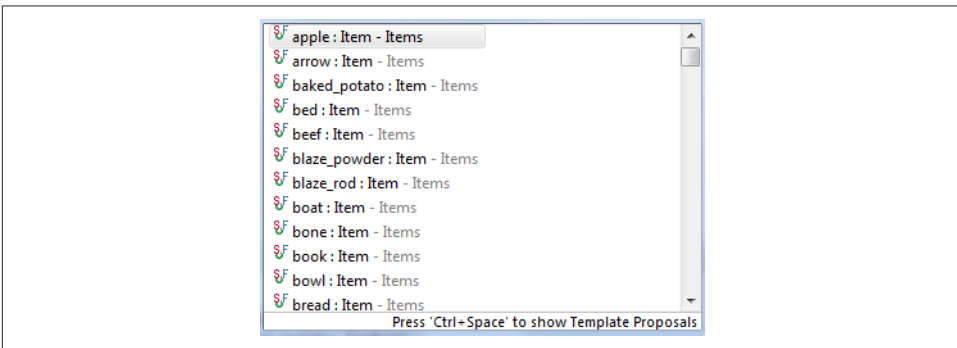 apple : Item - Items
arrow : Item - Items
baked_potato : Item - Items
bed : Item - Items
beef : Item - Items
blaze_powder : Item - Items
blaze_rod : Item - Items
boat : Item - Items
bone : Item - Items
book : Item - Items
bowl : Item - Items
bread : Item - Items
Press 'Ctrl+Space' to show Template Proposals